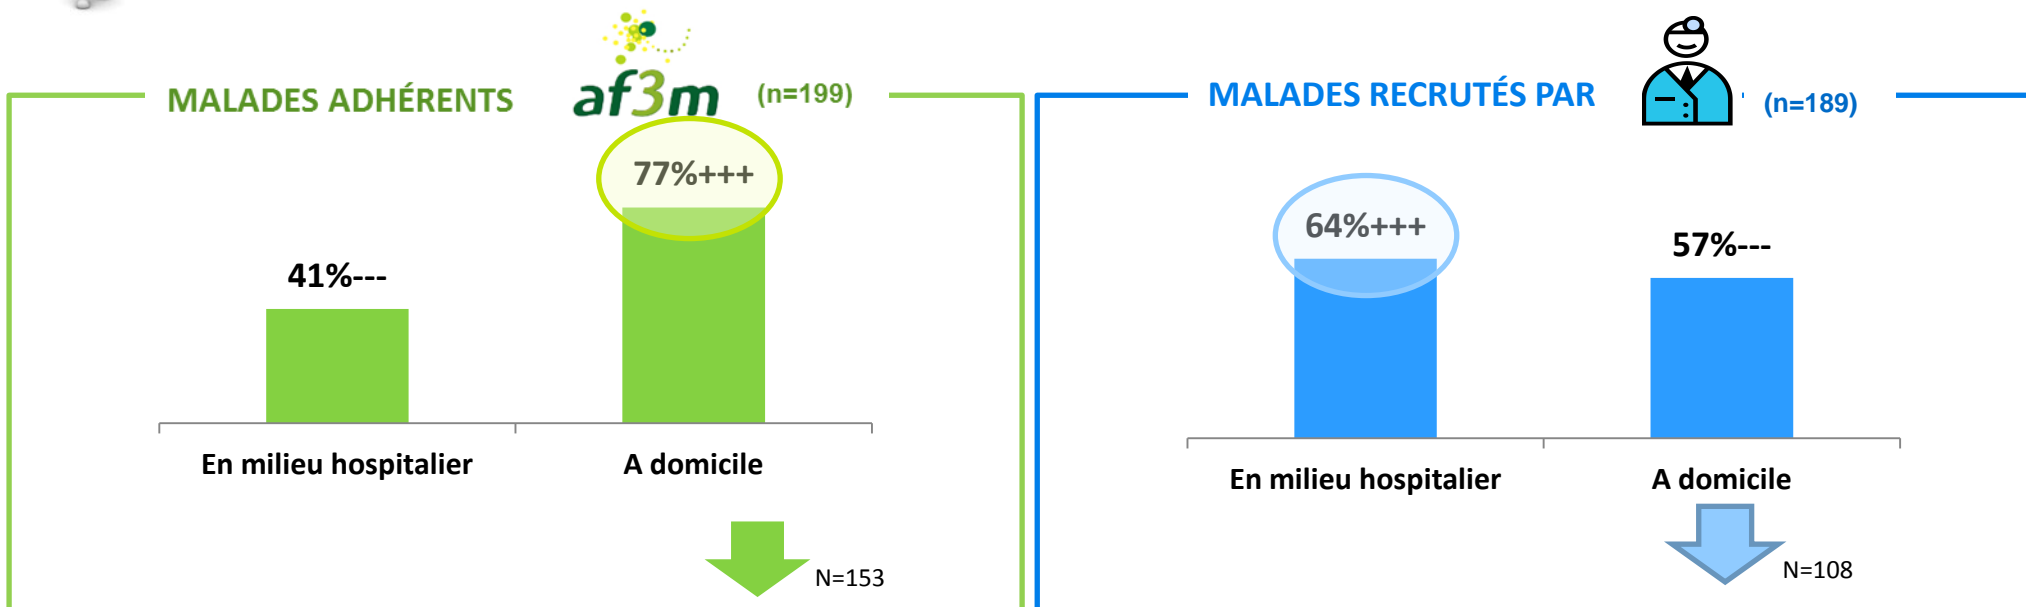 MALADES ADHÉRENTS af3m (n=199)
77%+++
41%---
En milieu hospitalier A domicile
N=153
MALADES RECRUTÉS PAR (n=189)
64%+++
57%---
En milieu hospitalier A domicile
N=108